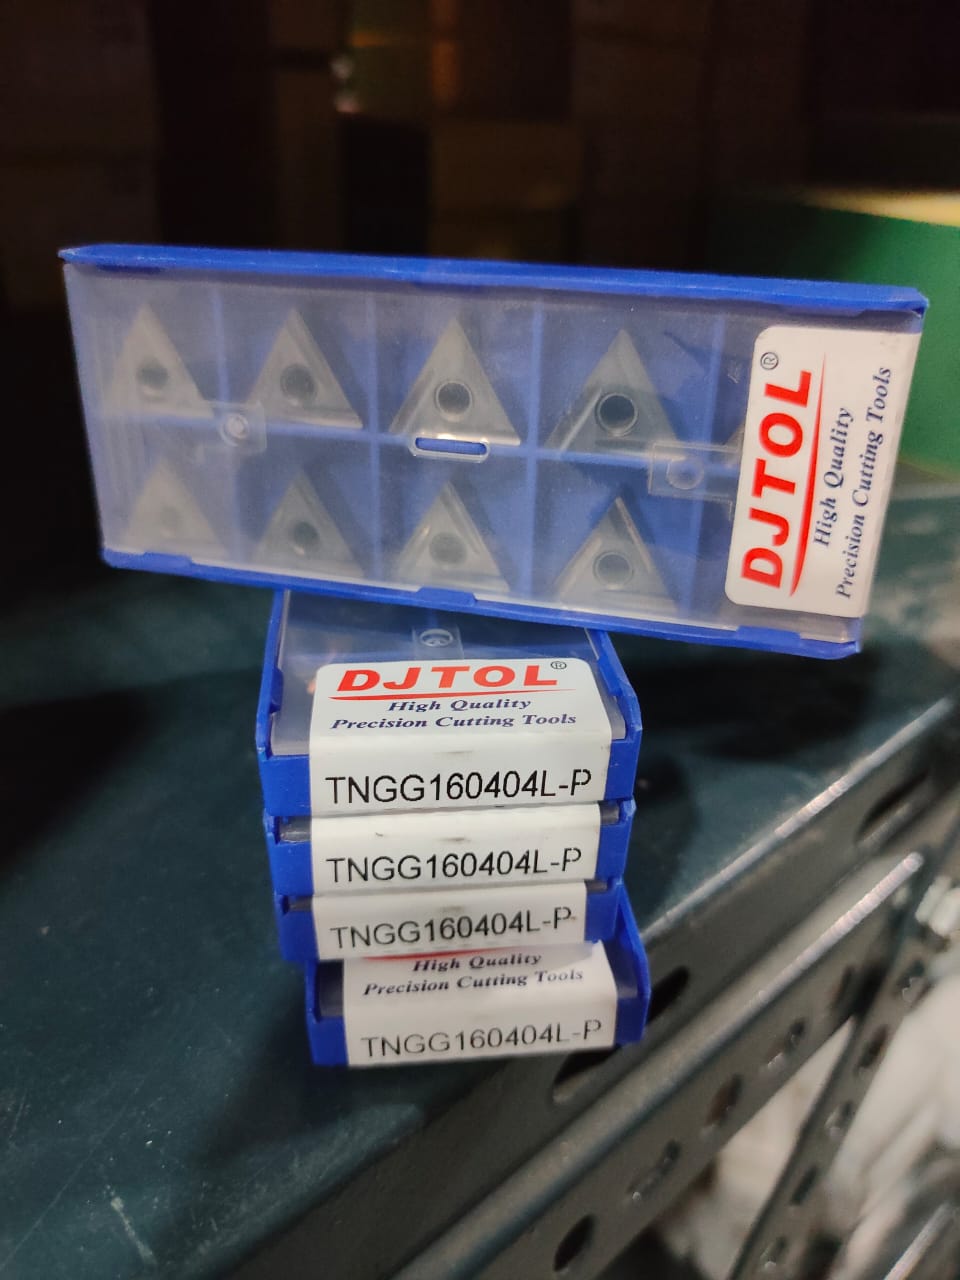 DJTOL®
High Quality
Precision Cutting Tools
DJTOL®
High Quality
Precision Cutting Tools
TNGG160404L-P
TNGG160404L-P
TNGG160404L-P
High Quality
Precision Cutting Tools
TNGG160404L-P